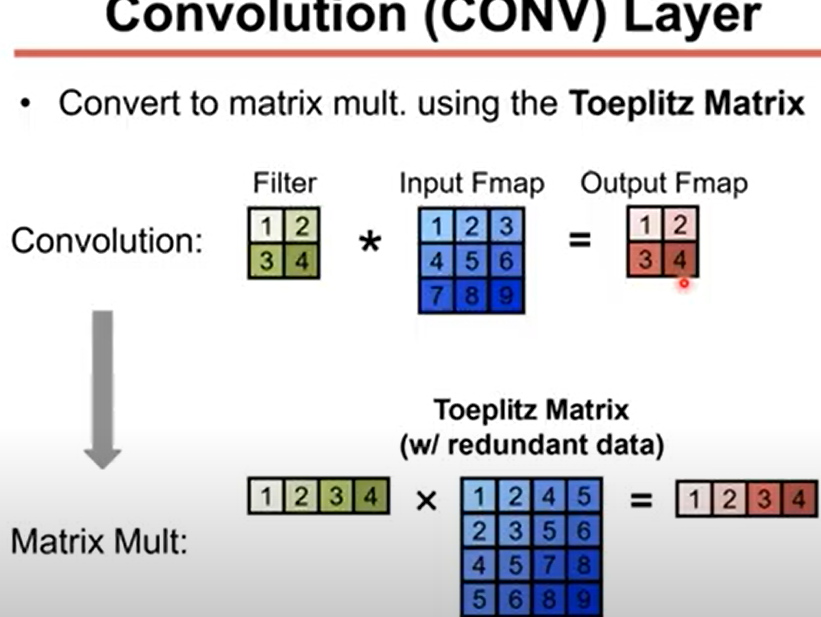 Convolution (CONV) Layer
• Convert to matrix mult. using the Toeplitz Matrix
Filter Input Fmap Output Fmap
Convolution:
1 2 * 1 2 3 = 1 2
3 4 4 5 6 3 4
7 8 9
Toeplitz Matrix
(w/ redundant data)
1 2 3 4 × 1 2 4 5 = 1 2 3 4
2 3 5 6
Matrix Mult:
4 5 7 8
5 6 8 9